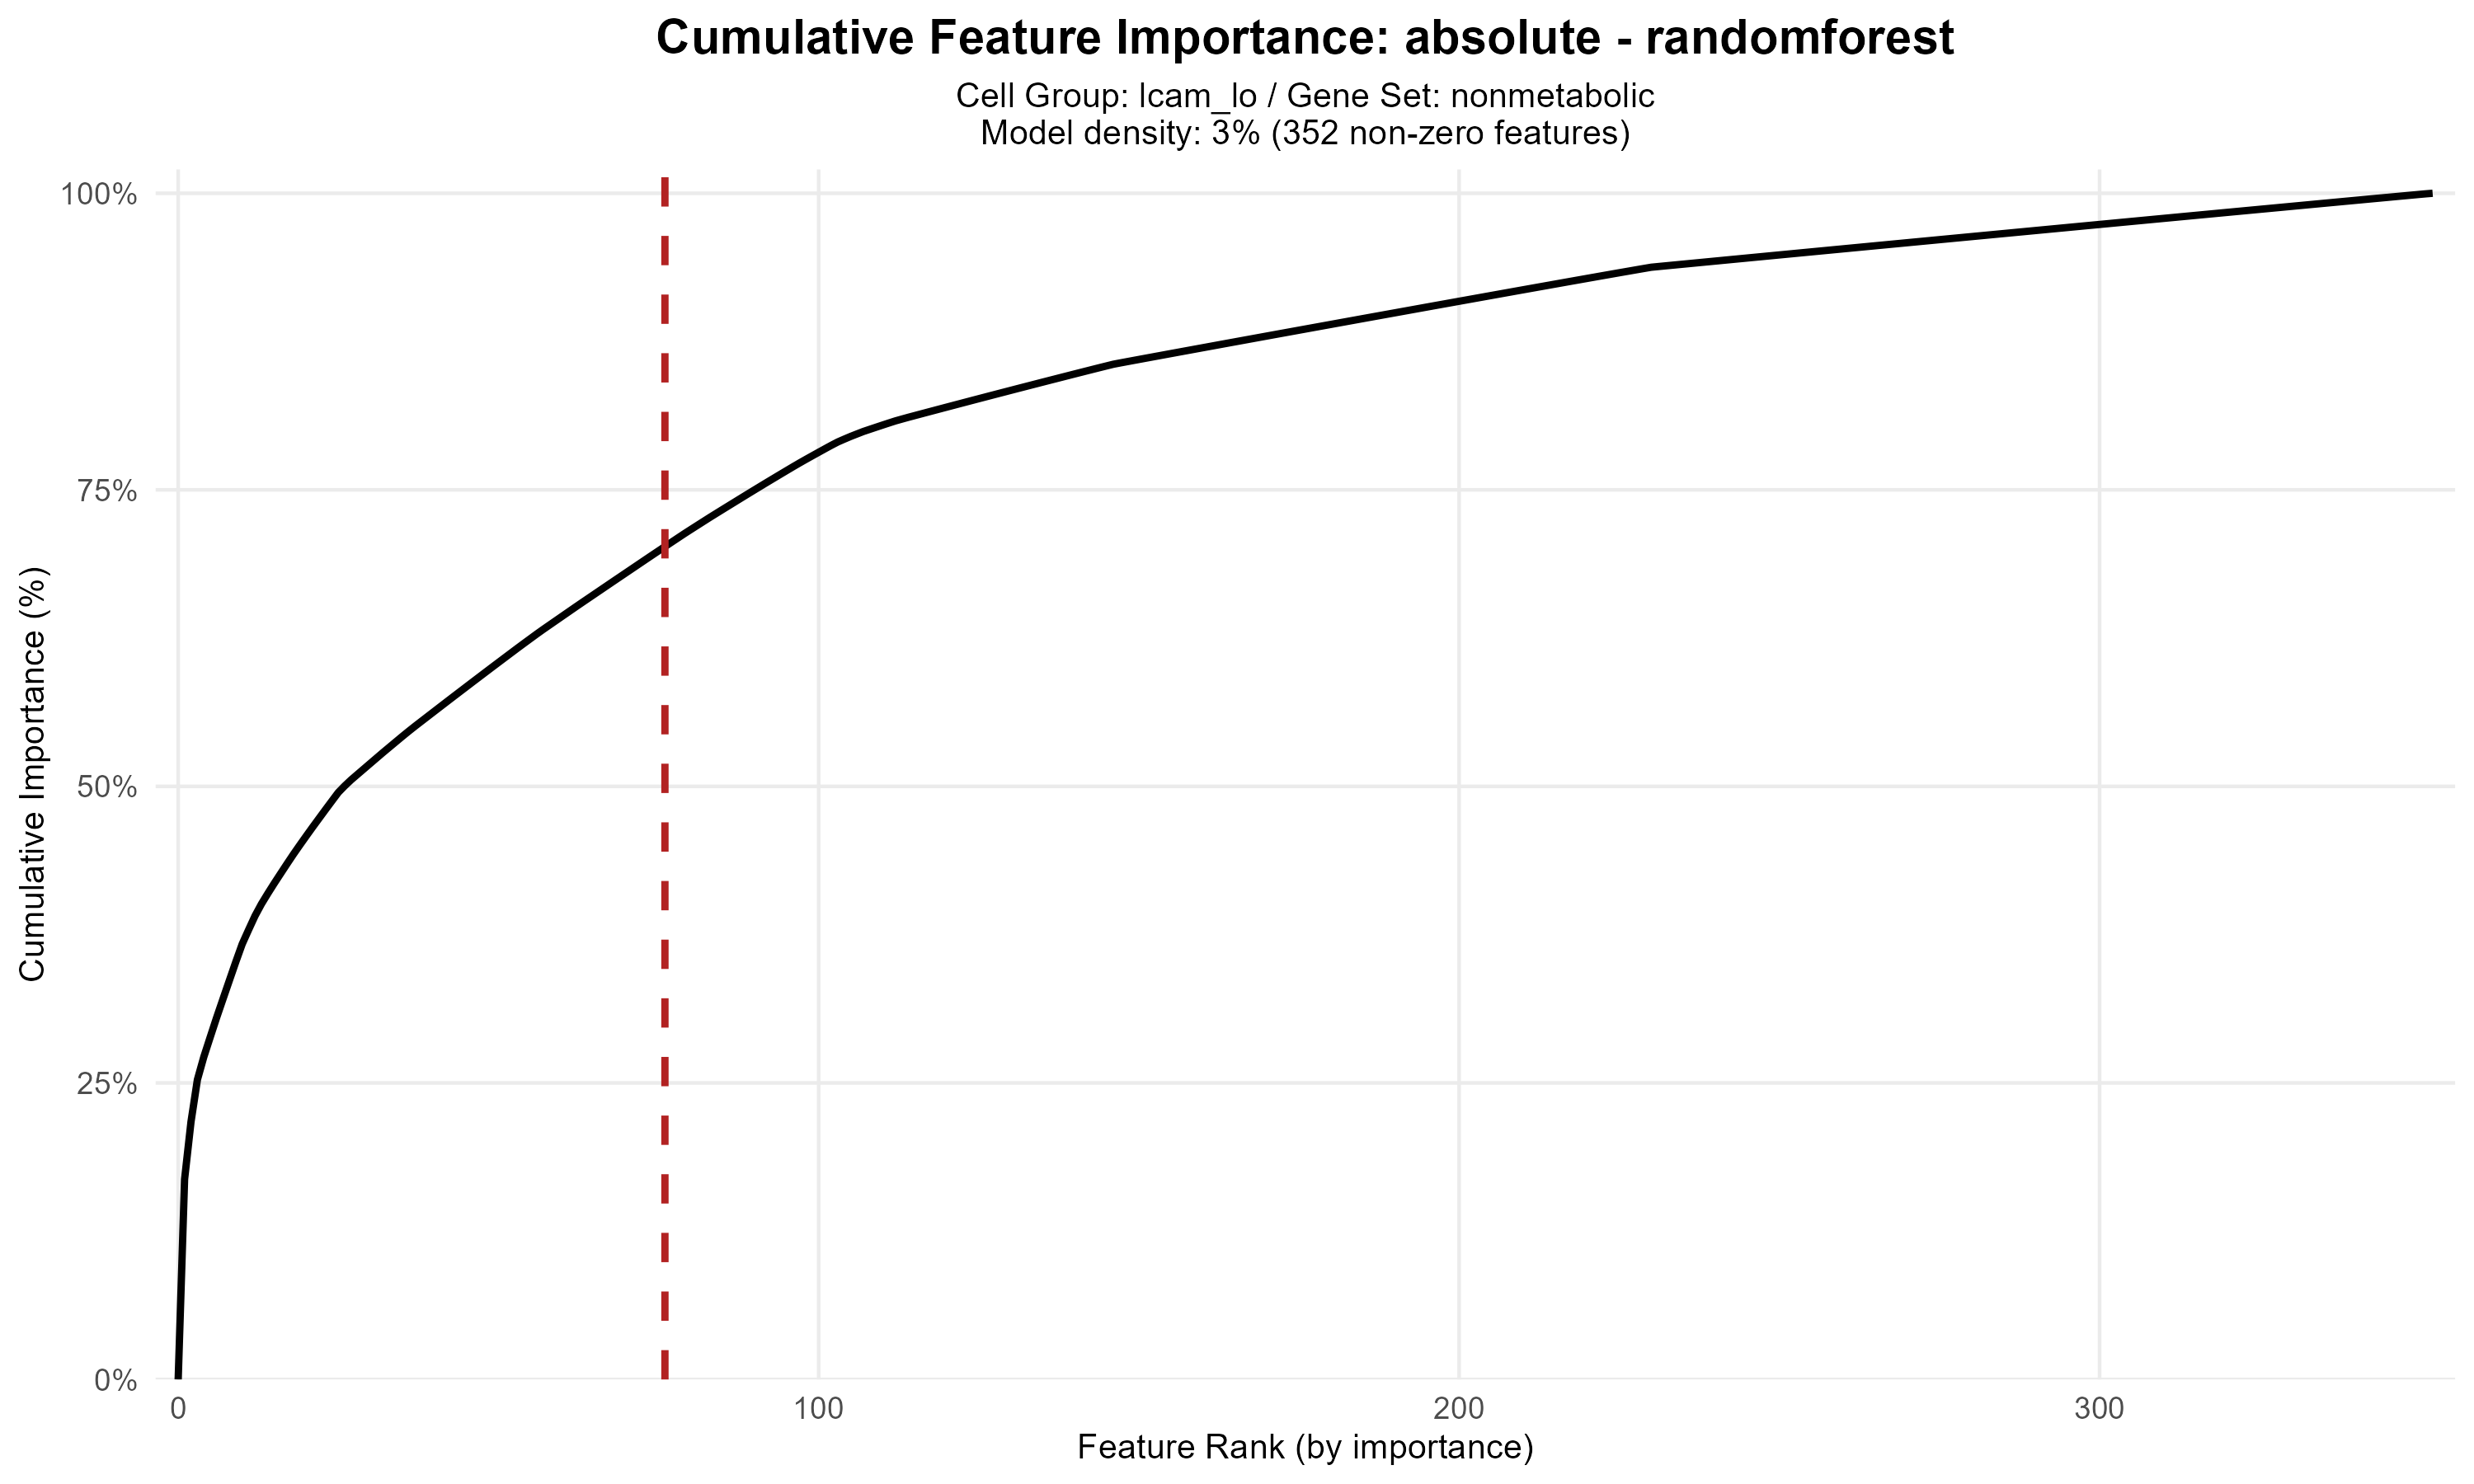 Cumulative Feature Importance: absolute - randomforest
Cell Group: lcam_lo / Gene Set: nonmetabolic
Model density: 3% (352 non-zero features)
100%
75%
50%
25%
0%
Cumulative Importance (%)
0
100
200
300
Feature Rank (by importance)